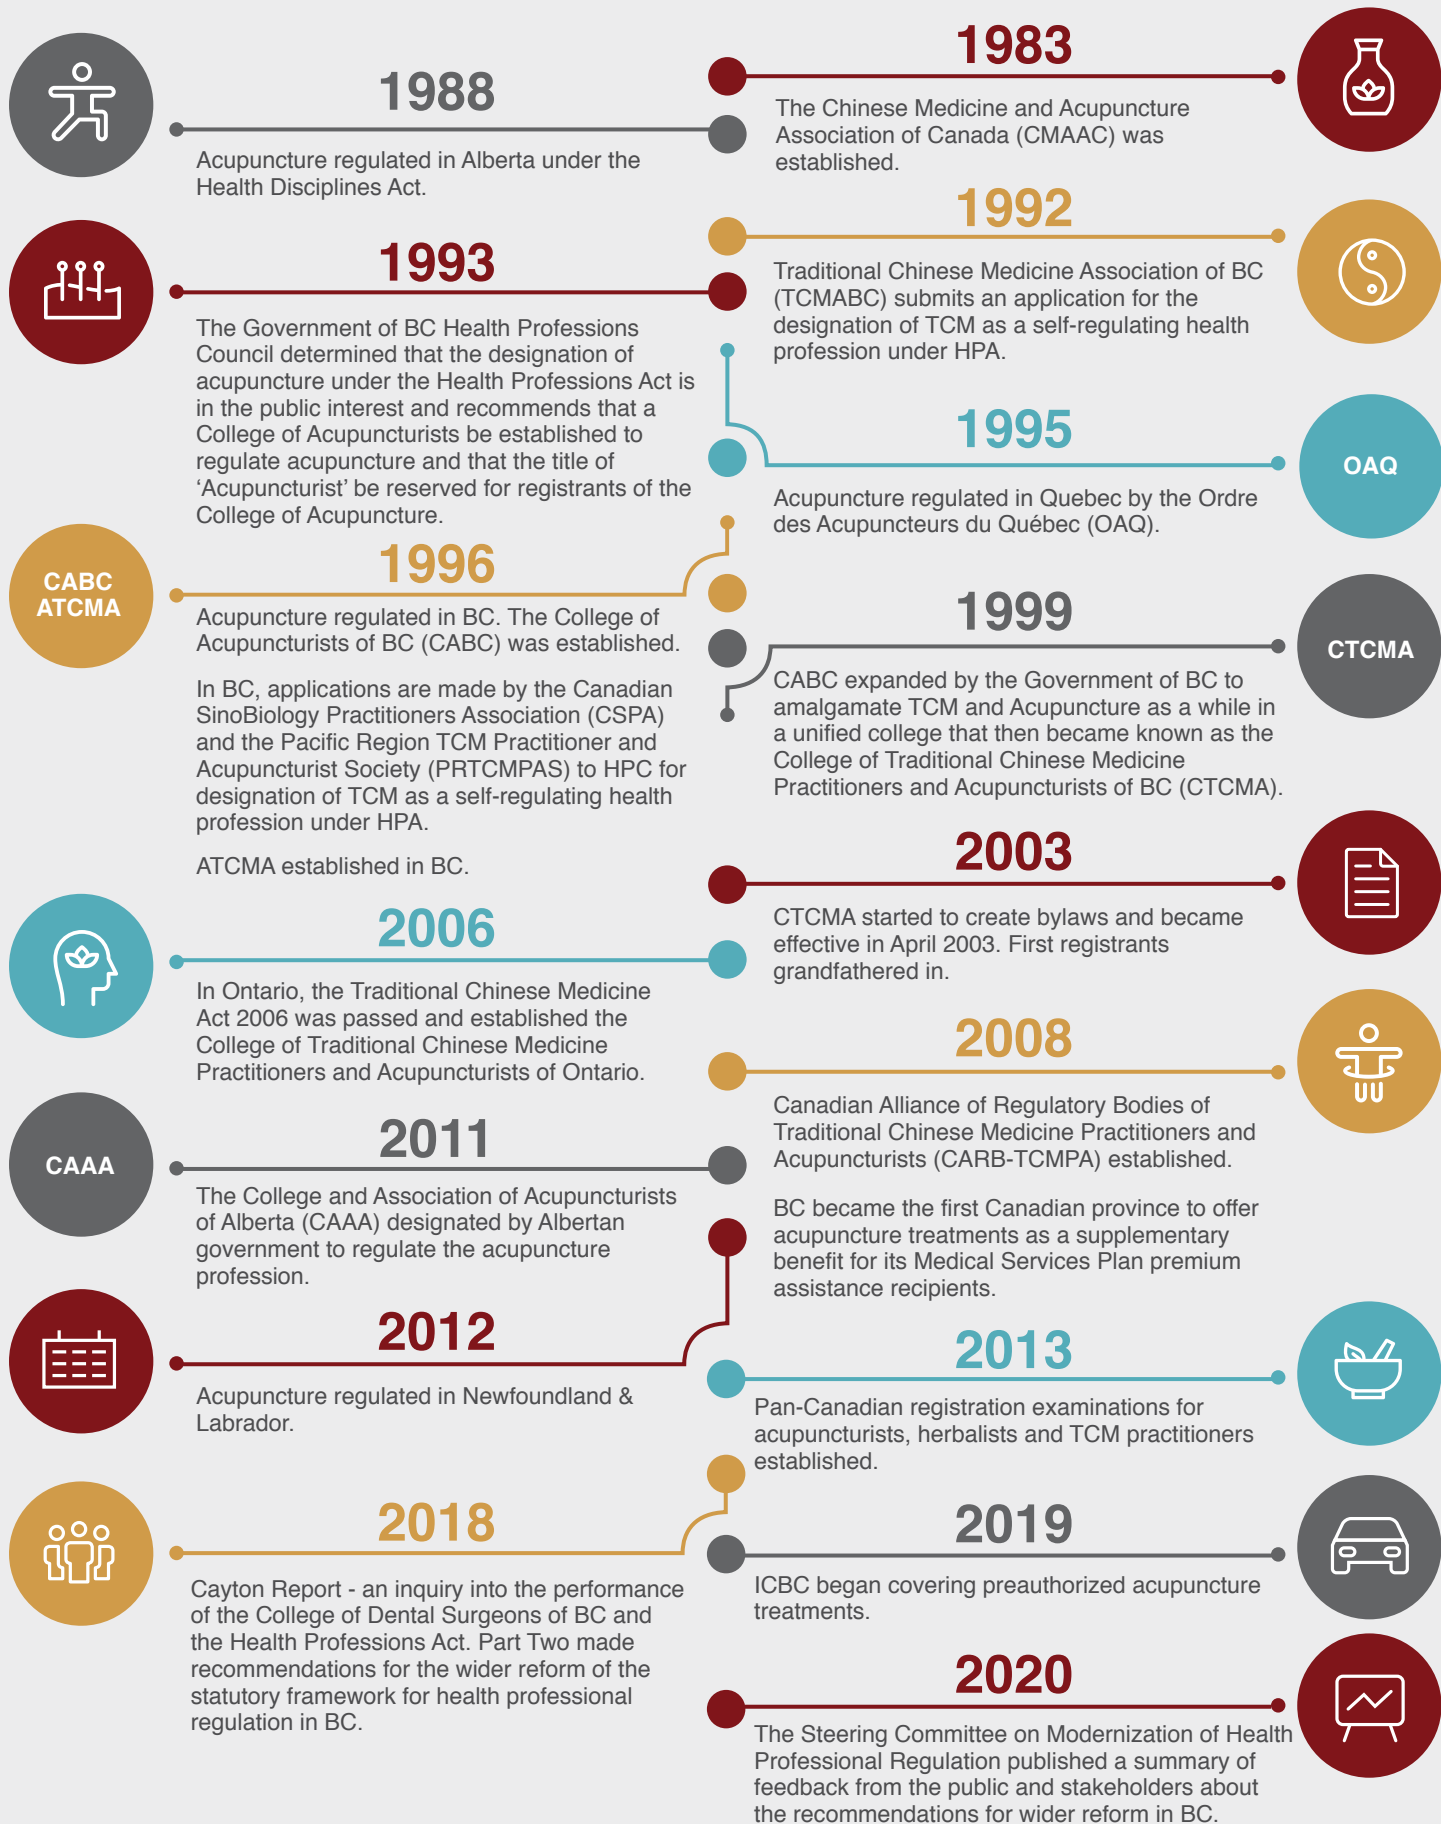 1983
The Chinese Medicine and Acupuncture
Association of Canada (CMAAC) was
established.
1988
Acupuncture regulated in Alberta under the
Health Disciplines Act.
1992
Traditional Chinese Medicine Association of BC
(TCMABC) submits an application for the
designation of TCM as a self-regulating health
profession under HPA.
1993
The Government of BC Health Professions
Council determined that the designation of
acupuncture under the Health Professions Act is
in the public interest and recommends that a
College of Acupuncturists be established to
regulate acupuncture and that the title of
‘Acupuncturist’ be reserved for registrants of the
College of Acupuncture.
1995
OAQ
Acupuncture regulated in Quebec by the Ordre
des Acupuncteurs du Québec (OAQ).
CABC
ATCMA
1996
Acupuncture regulated in BC. The College of
Acupuncturists of BC (CABC) was established.
In BC, applications are made by the Canadian
SinoBiology Practitioners Association (CSPA)
and the Pacific Region TCM Practitioner and
Acupuncturist Society (PRTCMPAS) to HPC for
designation of TCM as a self-regulating health
profession under HPA.
ATCMA established in BC.
1999
CTCMA
CABC expanded by the Government of BC to
amalgamate TCM and Acupuncture as a while in
a unified college that then became known as the
College of Traditional Chinese Medicine
Practitioners and Acupuncturists of BC (CTCMA).
2003
CTCMA started to create bylaws and became
effective in April 2003. First registrants
grandfathered in.
2006
In Ontario, the Traditional Chinese Medicine
Act 2006 was passed and established the
College of Traditional Chinese Medicine
Practitioners and Acupuncturists of Ontario.
2008
Canadian Alliance of Regulatory Bodies of
Traditional Chinese Medicine Practitioners and
Acupuncturists (CARB-TCMPA) established.
BC became the first Canadian province to offer
acupuncture treatments as a supplementary
benefit for its Medical Services Plan premium
assistance recipients.
CAAA
2011
The College and Association of Acupuncturists
of Alberta (CAAA) designated by Albertan
government to regulate the acupuncture
profession.
2012
Acupuncture regulated in Newfoundland &
Labrador.
2013
Pan-Canadian registration examinations for
acupuncturists, herbalists and TCM practitioners
established.
2018
Cayton Report - an inquiry into the performance
of the College of Dental Surgeons of BC and
the Health Professions Act. Part Two made
recommendations for the wider reform of the
statutory framework for health professional
regulation in BC.
2019
ICBC began covering preauthorized acupuncture
treatments.
2020
The Steering Committee on Modernization of Health
Professional Regulation published a summary of
feedback from the public and stakeholders about
the recommendations for wider reform in BC.